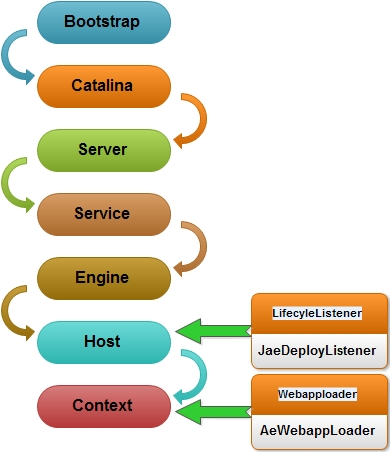 Bootstrap
Catalina
Server
Service
Engine
Host
Context
LifecyleListener
JaeDeployListener
Webapploader
AeWebappLoader